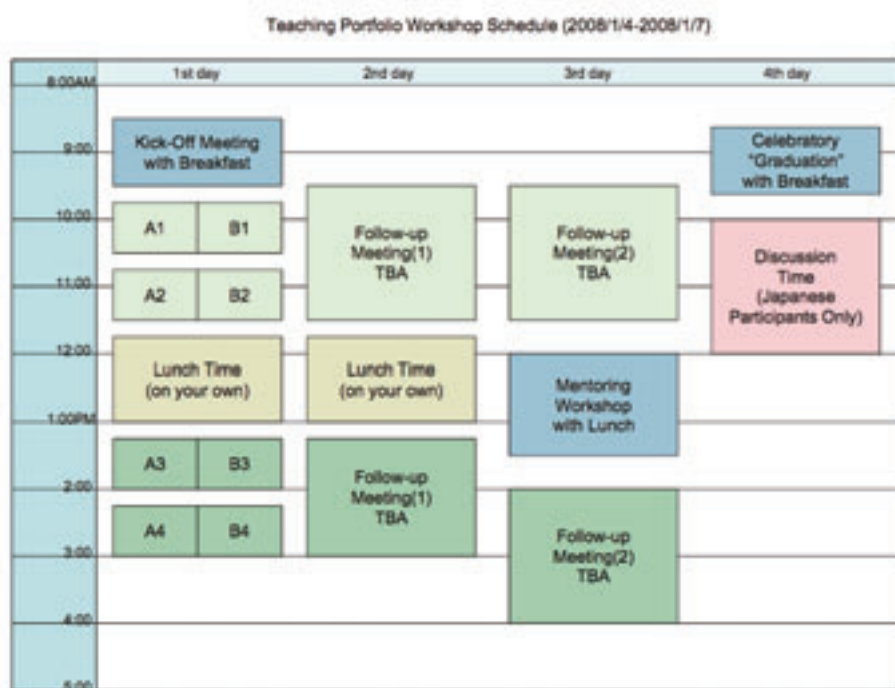 Teaching Portfolio Workshop Schedule (2008/1/4-2008/1/7)
1st day
2nd day
3rd day
4th day
8:00AM
9:00
10:00
11:00
12:00
1:00PM
2:00
3:00
4:00
5:00
Kick-Off Meeting
with Breakfast
A1
B1
A2
B2
Lunch Time
(on your own)
A3
B3
A4
B4
Follow-up
Meeting(1)
TBA
Lunch Time
(on your own)
Follow-up
Meeting(1)
TBA
Follow-up
Meeting(2)
TBA
Mentoring
Workshop
with Lunch
Follow-up
Meeting(2)
TBA
Celebratory
"Graduation"
with Breakfast
Discussion
Time
(Japanese
Participants Only)